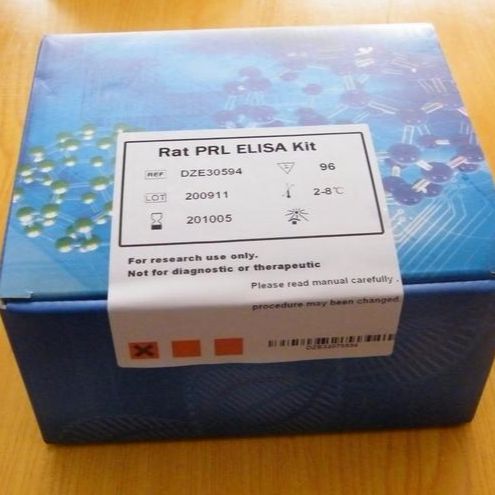 Rat PRL ELISA Kit
REF DZE30594 96
LOT 200911 2-8℃
201005
For research use only.
Not for diagnostic or therapeutic
Please read manual carefully .
procedure may been changed